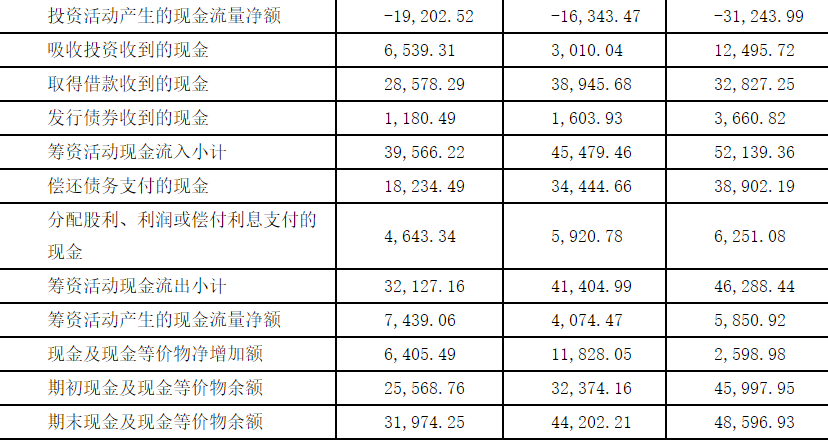 投资活动产生的现金流量净额 -19,202.52 -16,343.47 -31,243.99
吸收投资收到的现金 6,539.31 3,010.04 12,495.72
取得借款收到的现金 28,578.29 38,945.68 32,827.25
发行债券收到的现金 1,180.49 1,603.93 3,660.82
筹资活动现金流入小计 39,566.22 45,479.46 52,139.36
偿还债务支付的现金 18,234.49 34,444.66 38,902.19
分配股利、利润或偿付利息支付的
现金 4,643.34 5,920.78 6,251.08
筹资活动现金流出小计 32,127.16 41,404.99 46,288.44
筹资活动产生的现金流量净额 7,439.06 4,074.47 5,850.92
现金及现金等价物净增加额 6,405.49 11,828.05 2,598.98
期初现金及现金等价物余额 25,568.76 32,374.16 45,997.95
期末现金及现金等价物余额 31,974.25 44,202.21 48,596.93